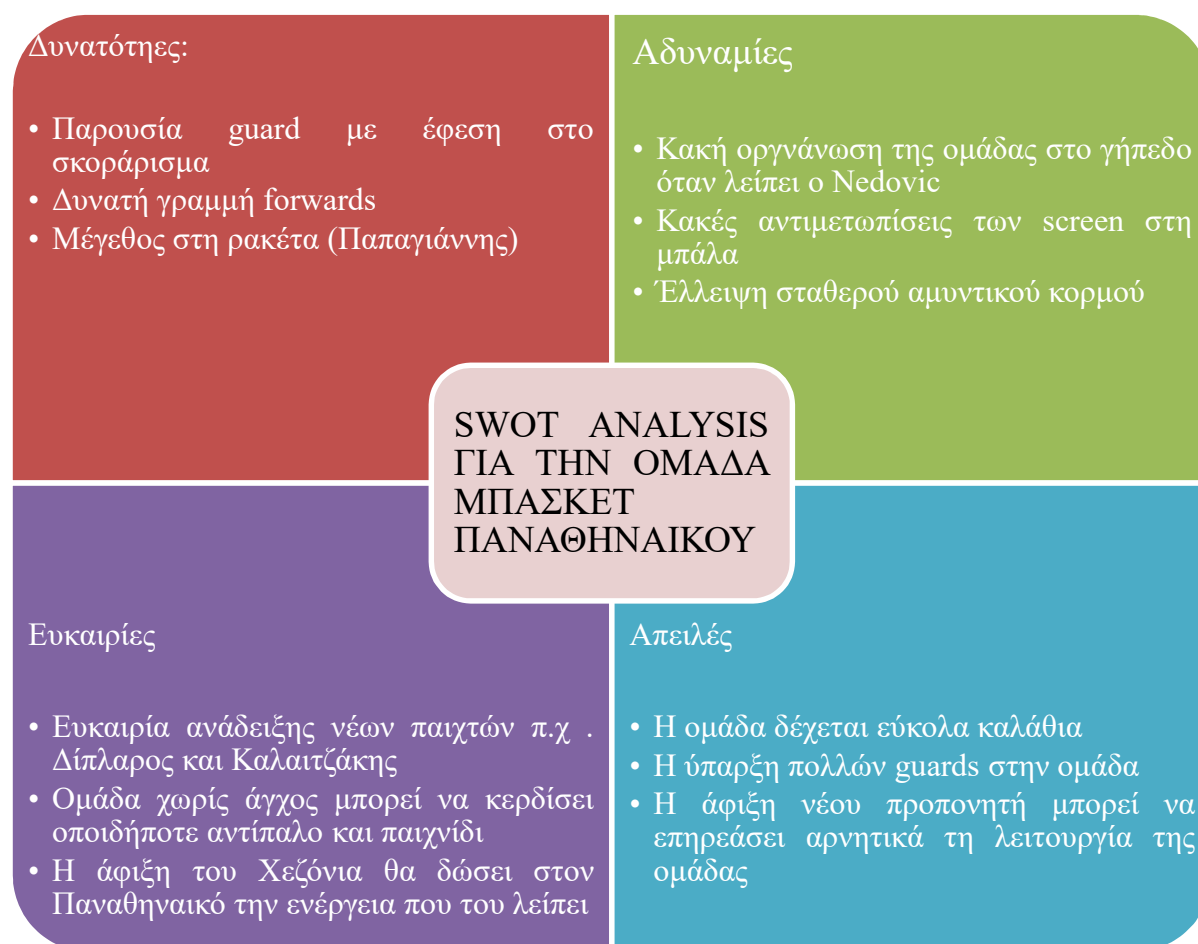 Δυνατότηες:
• Παρουσία guard με έφεση στο
σκοράρισμα
• Δυνατή γραμμή forwards
• Μέγεθος στη ρακέτα (Παπαγιάννης)
Αδυναμίες
• Κακή οργνάνωση της ομάδας στο γήπεδο
όταν λείπει ο Nedovic
• Κακές αντιμετωπίσεις των screen στη
μπάλα
• Έλλειψη σταθερού αμυντικού κορμού
SWOT ANALYSIS
ΓΙΑ ΤΗΝ ΟΜΑΔΑ
ΜΠΑΣΚΕΤ
ΠΑΝΑΘΗΝΑΙΚΟΥ
Ευκαιρίες
• Ευκαιρία ανάδειξης νέων παιχτών π.χ .
Δίπλαρος και Καλαιτζάκης
• Ομάδα χωρίς άγχος μπορεί να κερδίσει
οποιδήποτε αντίπαλο και παιχνίδι
• Η άφιξη του Χεζόνια θα δώσει στον
Παναθηναικό την ενέργεια που του λείπει
Απειλές
• Η ομάδα δέχεται εύκολα καλάθια
• Η ύπαρξη πολλών guards στην ομάδα
• Η άφιξη νέου προπονητή μπορεί να
επηρεάσει αρνητικά τη λειτουργία της
ομάδας